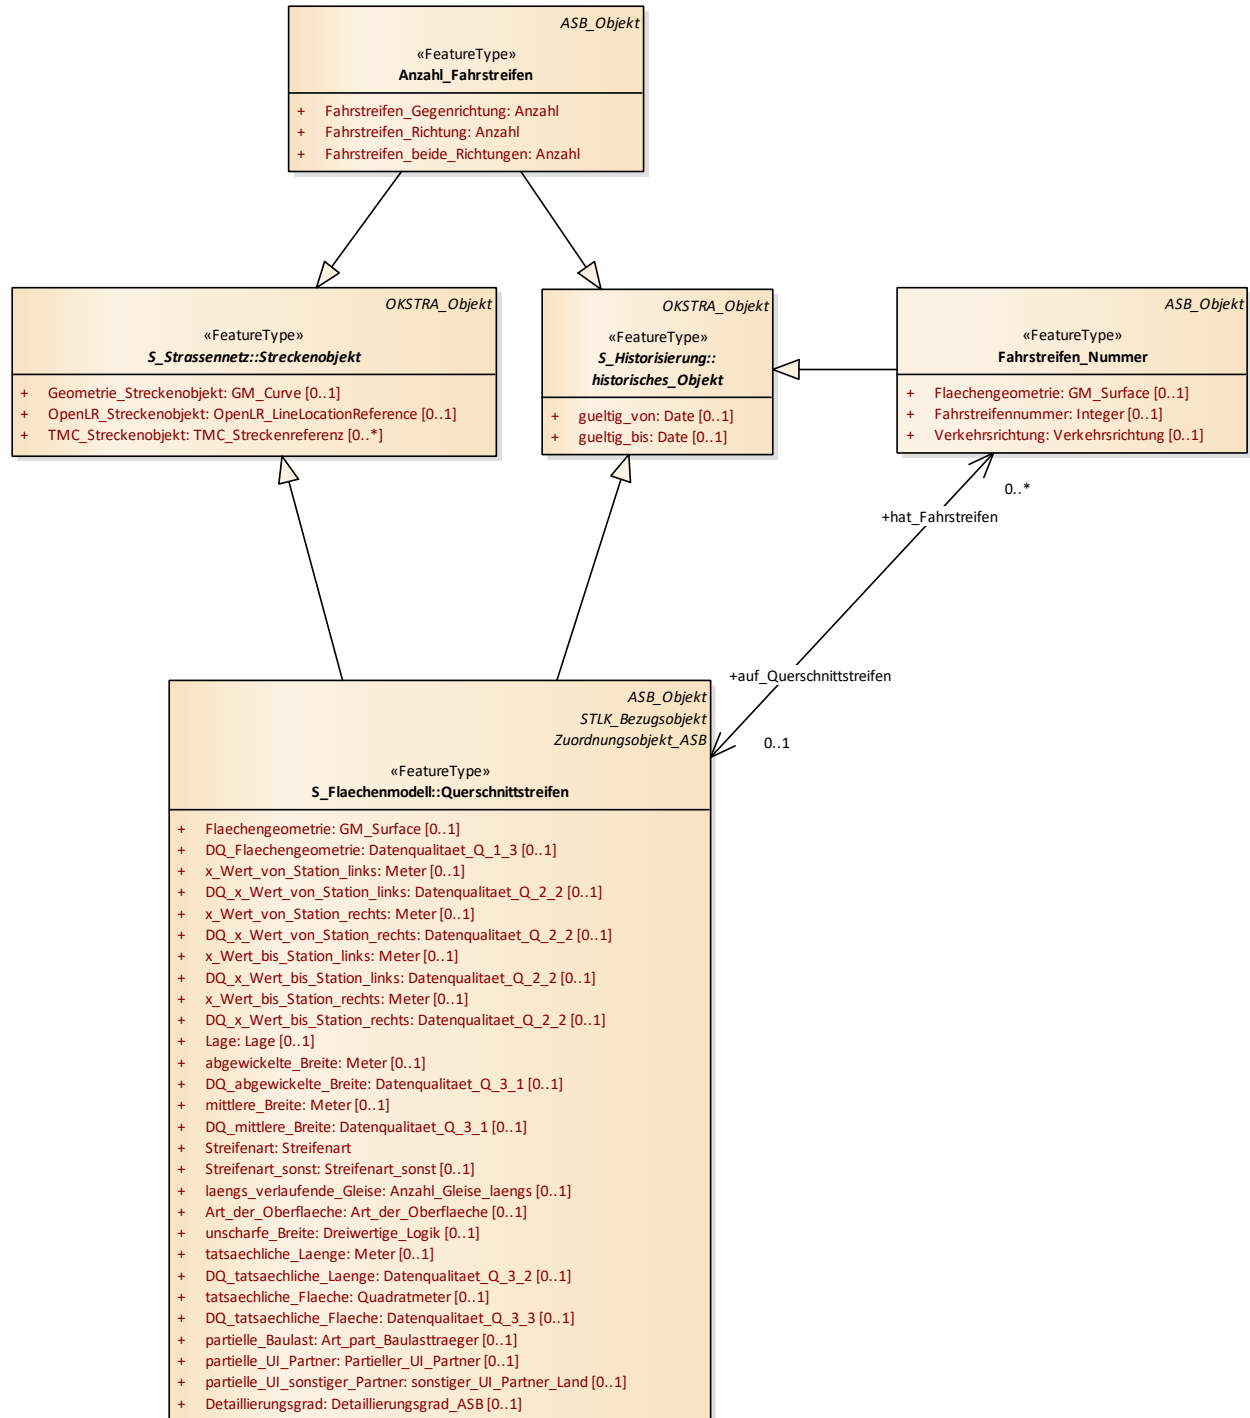 ASB_Objekt
«FeatureType»
Anzahl_Fahrstreifen
+ Fahrstreifen_Gegenrichtung: Anzahl
+ Fahrstreifen_Richtung: Anzahl
+ Fahrstreifen_beide_Richtungen: Anzahl
OKSTRA_Objekt
«FeatureType»
S_Strassennetz::Streckenobjekt
+ Geometrie_Streckenobjekt: GM_Curve [0..1]
+ OpenLR_Streckenobjekt: OpenLR_LineLocationReference [0..1]
+ TMC_Streckenobjekt: TMC_Streckenreferenz [0..*]
OKSTRA_Objekt
«FeatureType»
S_Historisierung::
historisches_Objekt
+ gueltig_von: Date [0..1]
+ gueltig_bis: Date [0..1]
ASB_Objekt
«FeatureType»
Fahrstreifen_Nummer
+ Flaechengeometrie: GM_Surface [0..1]
+ Fahrstreifennummer: Integer [0..1]
+ Verkehrsrichtung: Verkehrsrichtung [0..1]
0..*
+hat_Fahrstreifen
+auf_Querschnittstreifen
0..1
ASB_Objekt
STLK_Bezugsobjekt
Zuordnungsobjekt_ASB
«FeatureType»
S_Flaechenmodell::Querschnittstreifen
+ Flaechengeometrie: GM_Surface [0..1]
+ DQ_Flaechengeometrie: Datenqualitaet_Q_1_3 [0..1]
+ x_Wert_von_Station_links: Meter [0..1]
+ DQ_x_Wert_von_Station_links: Datenqualitaet_Q_2_2 [0..1]
+ x_Wert_von_Station_rechts: Meter [0..1]
+ DQ_x_Wert_von_Station_rechts: Datenqualitaet_Q_2_2 [0..1]
+ x_Wert_bis_Station_links: Meter [0..1]
+ DQ_x_Wert_bis_Station_links: Datenqualitaet_Q_2_2 [0..1]
+ x_Wert_bis_Station_rechts: Meter [0..1]
+ DQ_x_Wert_bis_Station_rechts: Datenqualitaet_Q_2_2 [0..1]
+ Lage: Lage [0..1]
+ abgewickelte_Breite: Meter [0..1]
+ DQ_abgewickelte_Breite: Datenqualitaet_Q_3_1 [0..1]
+ mittlere_Breite: Meter [0..1]
+ DQ_mittlere_Breite: Datenqualitaet_Q_3_1 [0..1]
+ Streifenart: Streifenart
+ Streifenart_sonst: Streifenart_sonst [0..1]
+ laengs_verlaufende_Gleise: Anzahl_Gleise_laengs [0..1]
+ Art_der_Oberflaeche: Art_der_Oberflaeche [0..1]
+ unscharfe_Breite: Dreiwertige_Logik [0..1]
+ tatsaechliche_Laenge: Meter [0..1]
+ DQ_tatsaechliche_Laenge: Datenqualitaet_Q_3_2 [0..1]
+ tatsaechliche_Flaeche: Quadratmeter [0..1]
+ DQ_tatsaechliche_Flaeche: Datenqualitaet_Q_3_3 [0..1]
+ partielle_Baulast: Art_part_Baulasttraeger [0..1]
+ partielle_UI_Partner: Partieller_UI_Partner [0..1]
+ partielle_UI_sonstiger_Partner: sonstiger_UI_Partner_Land [0..1]
+ Detaillierungsgrad: Detaillierungsgrad_ASB [0..1]